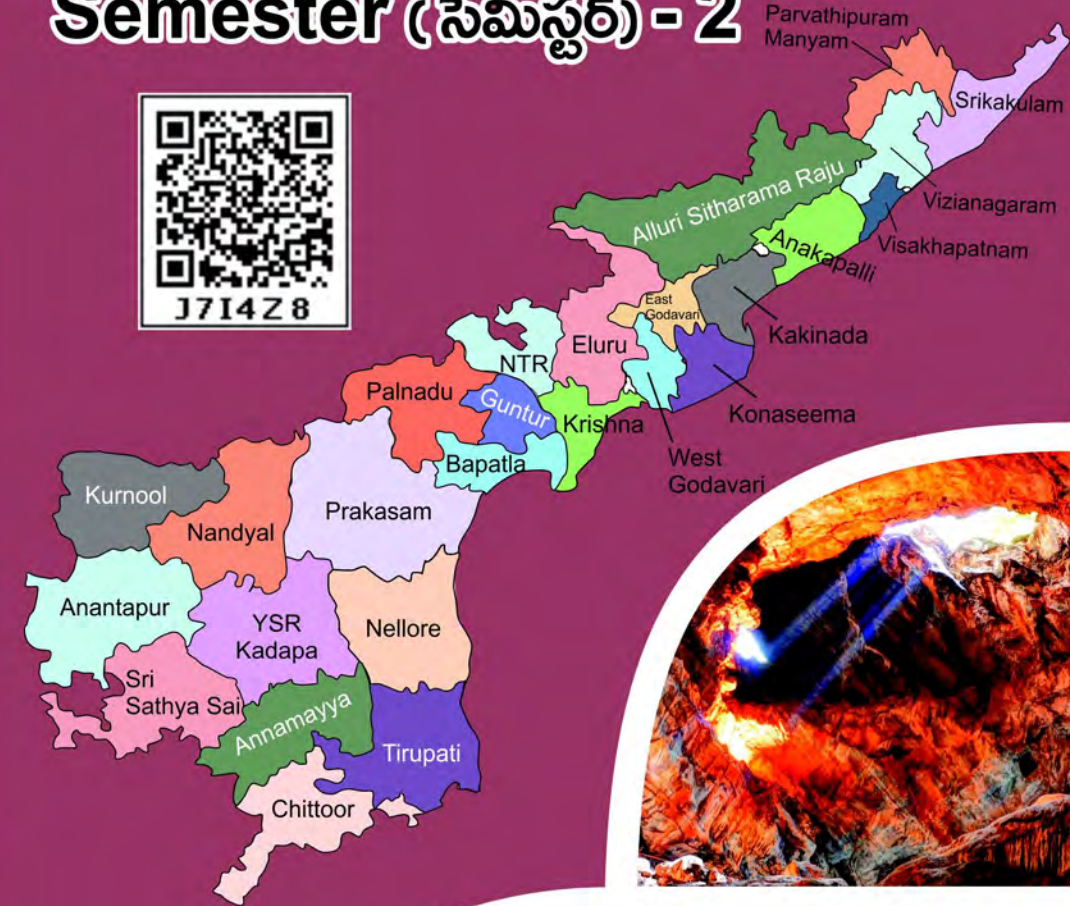 Semester (సెమిస్టర్) - 2
Parvathipuram
Manyam
Srikakulam
J7I4Z8
Alluri Sitharama Raju
Vizianagaram
Anakapalli
Visakhapatnam
East
Godavari
Kakinada
Eluru
NTR
Palnadu
Guntur
Krishna
Konaseema
West
Godavari
Bapatla
Kurnool
Prakasam
Nandyal
Anantapur
YSR
Kadapa
Nellore
Sri
Sathya Sai
Annamayya
Tirupati
Chittoor